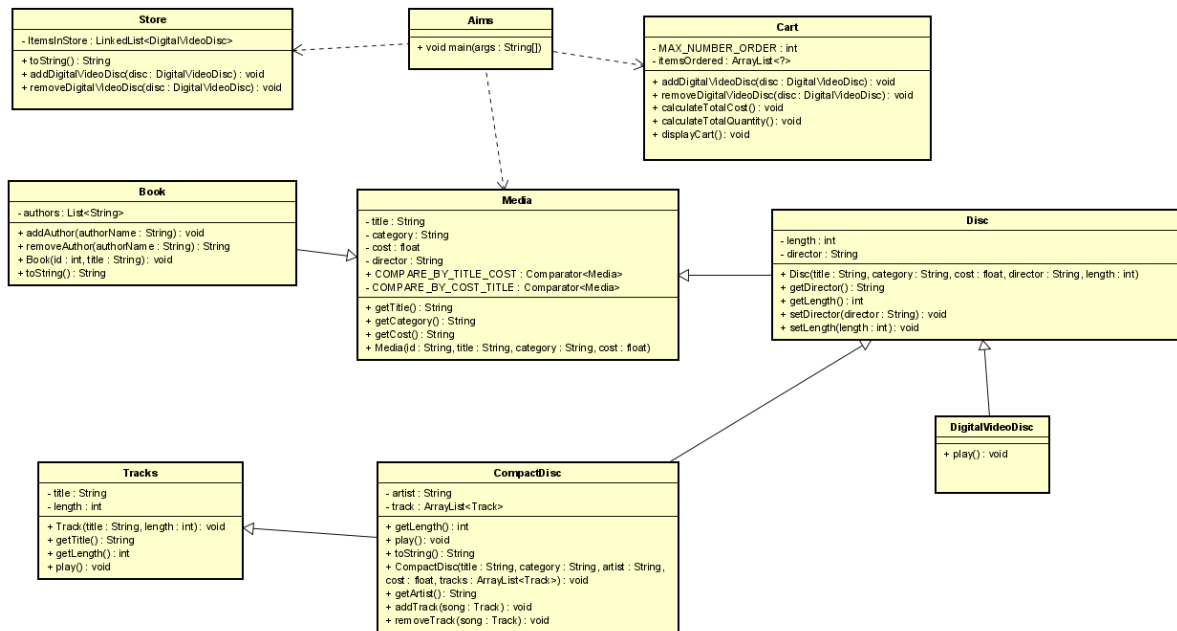 Store
- ItemsInStore : LinkedList<DigitalVideoDisc>
+ toString() : String
+ addDigitalVideoDisc(disc : DigitalVideoDisc) : void
+ removeDigitalVideoDisc(disc : DigitalVideoDisc) : void
Aims
+ void main(args : String[])
Cart
- MAX_NUMBER_ORDER : int
- itemsOrdered : ArrayList<?>
+ addDigitalVideoDisc(disc : DigitalVideoDisc) : void
+ removeDigitalVideoDisc(disc : DigitalVideoDisc) : void
+ calculateTotalCost() : void
+ calculateTotalQuantity() : void
+ displayCart() : void
Book
- authors : List<String>
+ addAuthor(authorName : String) : void
+ removeAuthor(authorName : String) : String
+ Book(id : int, title : String) : void
+ toString() : String
Media
- title : String
- category : String
- cost : float
- director : String
+ COMPARE_BY_TITLE_COST : Comparator<Media>
- COMPARE_BY_COST_TITLE : Comparator<Media>
+ getTitle() : String
+ getCategory() : String
+ getCost() : String
+ Media(id : String, title : String, category : String, cost : float)
Disc
- length : int
- director : String
+ Disc(title : String, category : String, cost : float, director : String, length : int)
+ getDirector() : String
+ getLength() : int
+ setDirector(director : String) : void
+ setLength(length : int) : void
DigitalVideoDisc
+ play() : void
Tracks
- title : String
- length : int
+ Track(title : String, length : int) : void
+ getTitle() : String
+ getLength() : int
+ play() : void
CompactDisc
- artist : String
- track : ArrayList<Track>
+ getLength() : int
+ play() : void
+ toString() : String
+ CompactDisc(title : String, category : String, artist : String,
cost : float, tracks : ArrayList<Track>) : void
+ getArtist() : String
+ addTrack(song : Track) : void
+ removeTrack(song : Track) : void